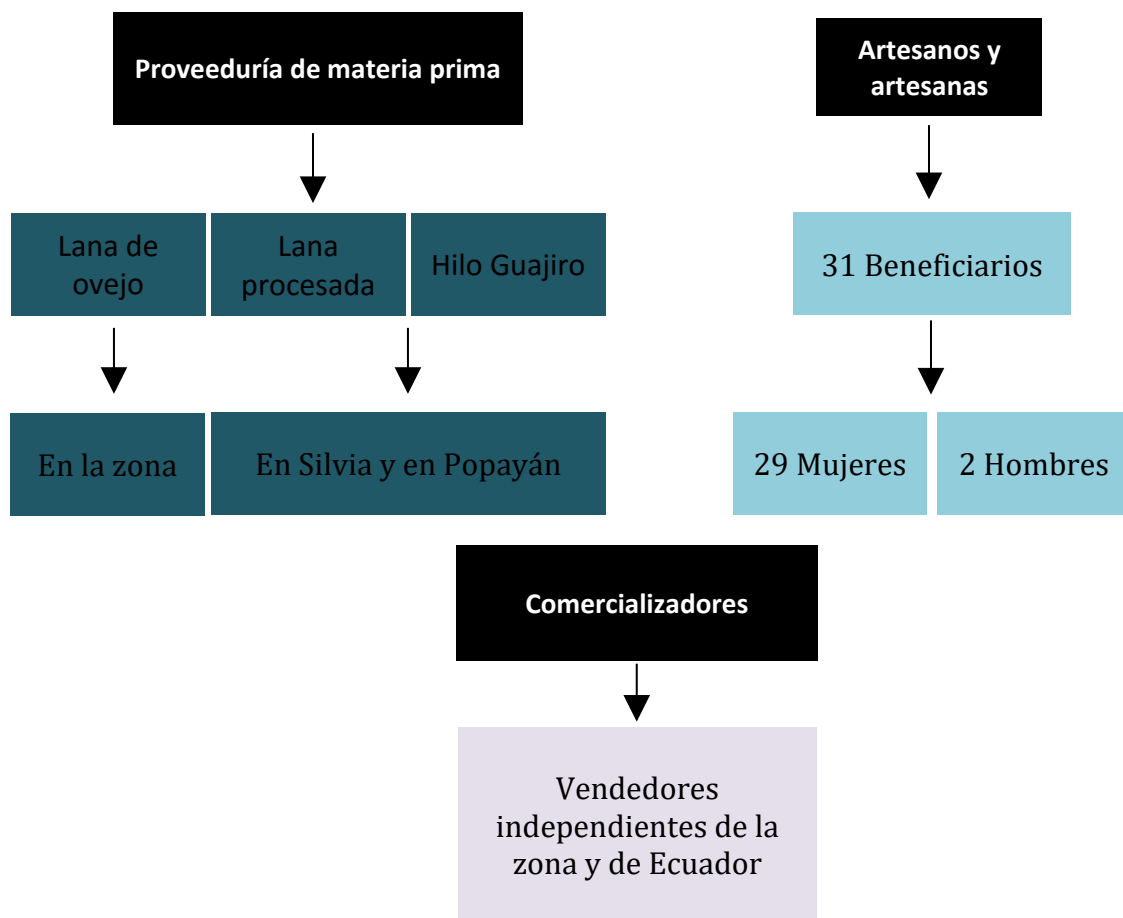 Proveeduría de materia prima
Artesanos y
artesanas
Lana de
ovejo
Lana
procesada
Hilo Guajiro
31 Beneficiarios
En la zona
En Silvia y en Popayán
29 Mujeres
2 Hombres
Comercializadores
Vendedores
independientes de la
zona y de Ecuador